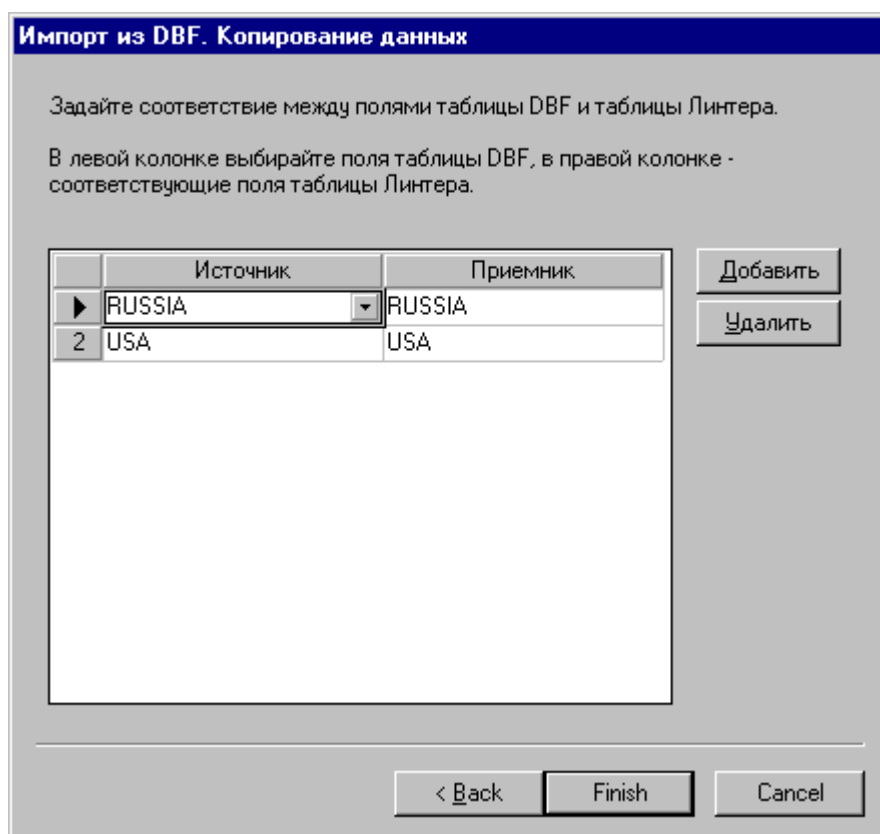 Импорт из DBF. Копирование данных
Задайте соответствие между полями таблицы DBF и таблицы Линтера.
В левой колонке выбирайте поля таблицы DBF, в правой колонке -
соответствующие поля таблицы Линтера.
Источник Приемник
RUSSIA RUSSIA
2 USA USA
Добавить
Удалить
< Back Finish Cancel